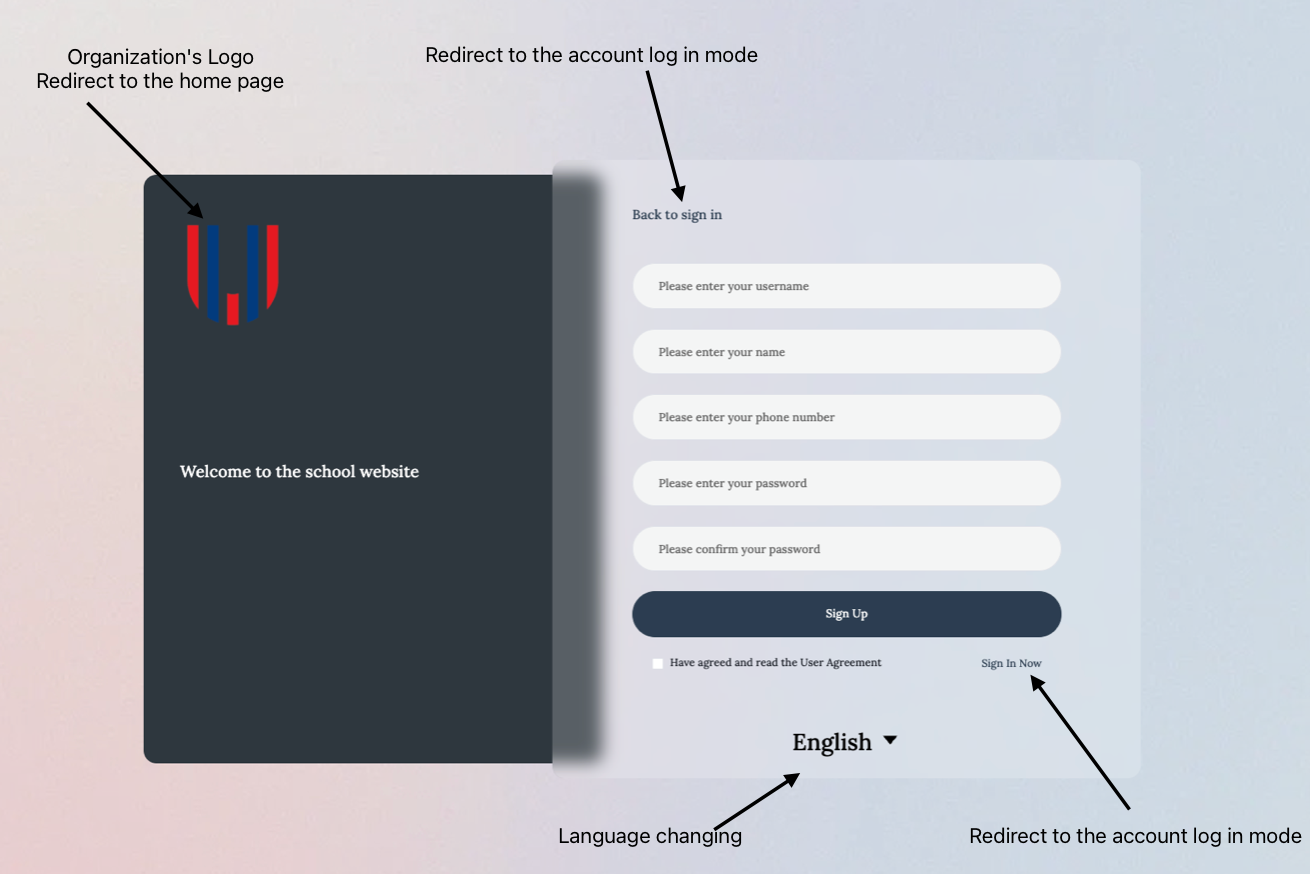 Organization's Logo
Redirect to the home page
Redirect to the account log in mode
Back to sign in
Please enter your username
Please enter your name
Please enter your phone number
Welcome to the school website
Please enter your password
Please confirm your password
Sign Up
Have agreed and read the User Agreement
Sign In Now
English
Language changing
Redirect to the account log in mode